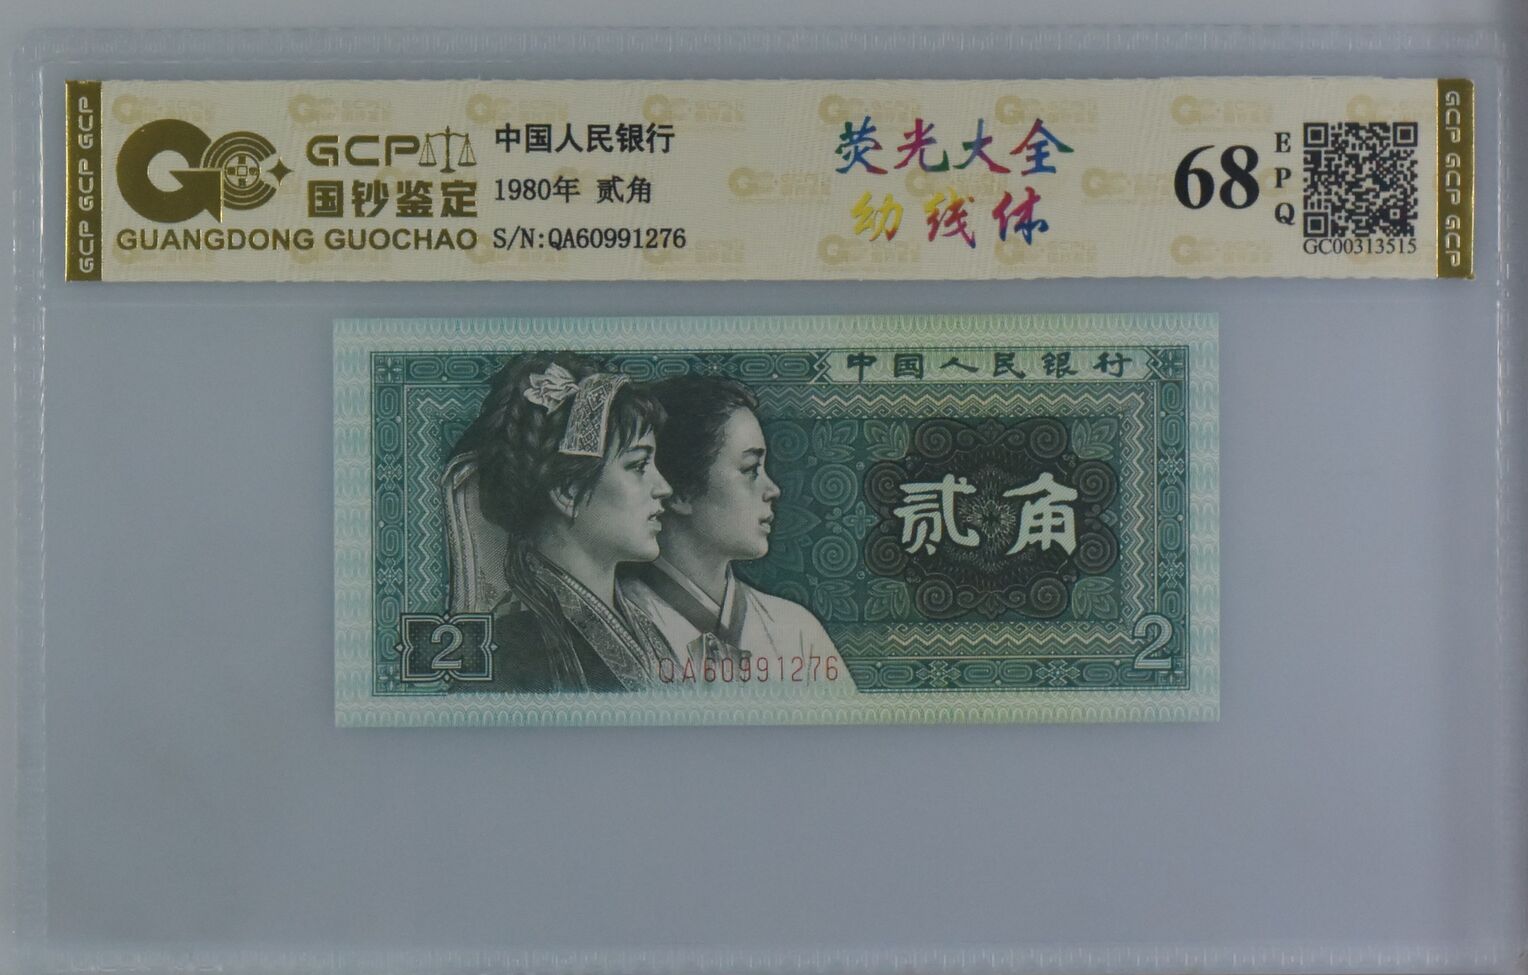 GCP GCP GCP
GCP
国钞鉴定
GUANGDONG GUOCHAO
中国人民银行
1980年 贰角
S/N:QA60991276
荧光大全
幼线体
68
EPQ
GC00313515
GCP GCP GCP
中国人民银行
贰角
2
2
QA60991276